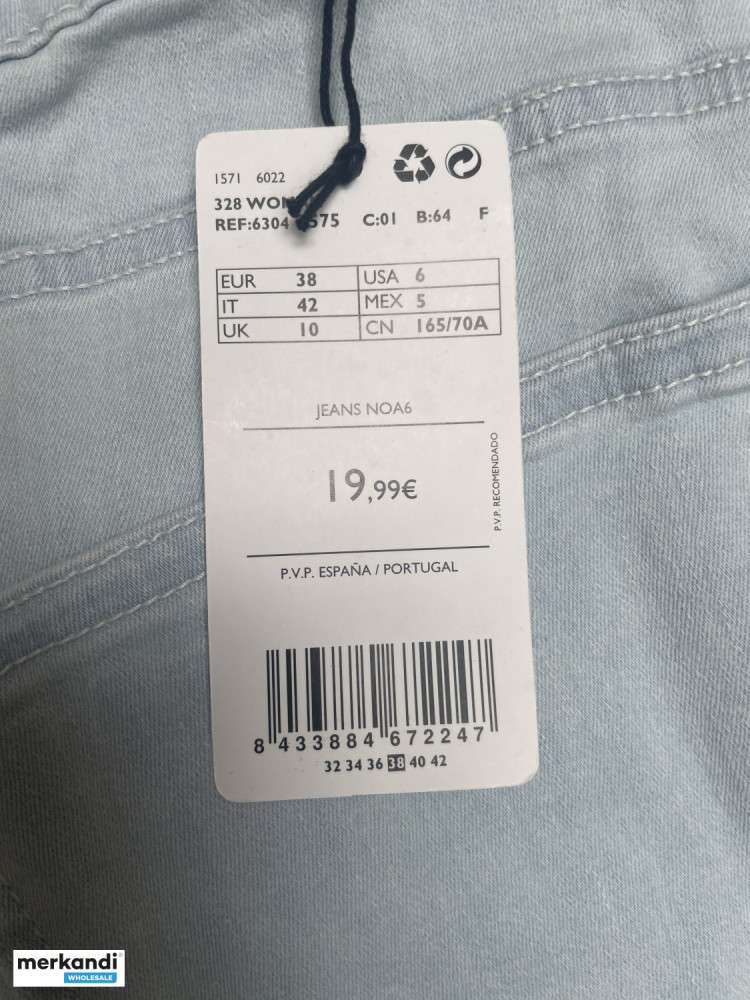 1571 6022
328
REF:6304 C:01 B:64 F
EUR 38 USA 6
IT 42 MEX 5
UK 10 CN 165/70A
JEANS NOA6
19,99€
P.V.P. RECOMENDADO
P.V.P. ESPAÑA / PORTUGAL
8 433884 672247
32 34 36 38 40 42
merkandi
WHOLESALE